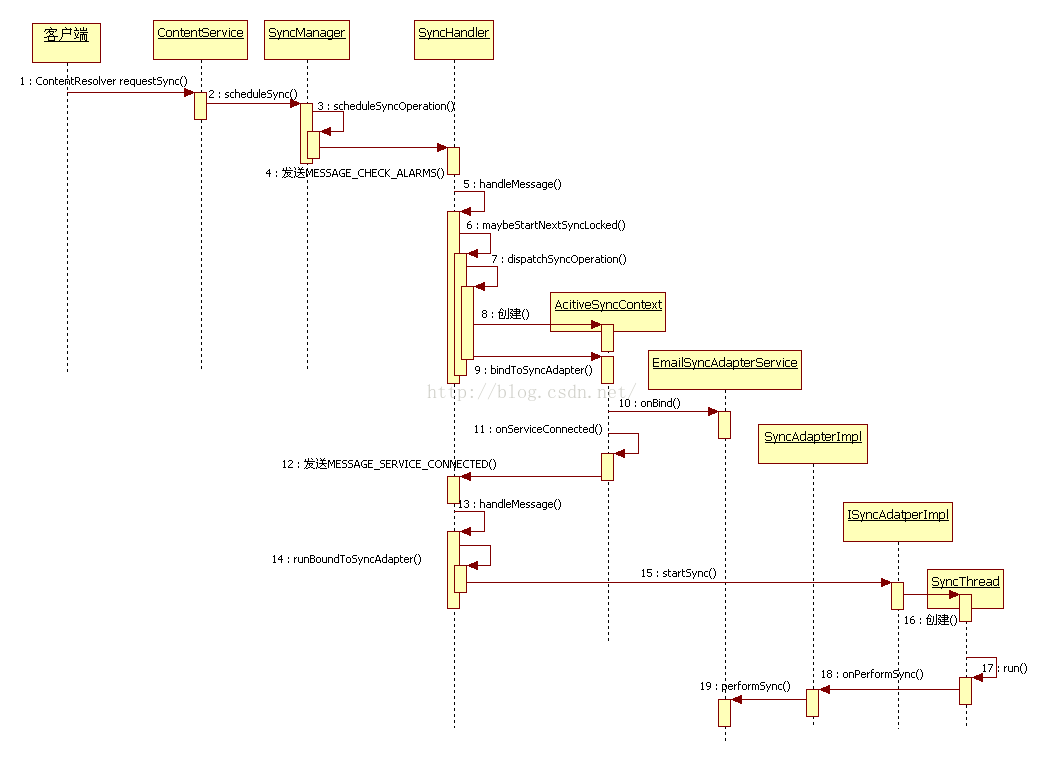 客户端
ContentService
SyncManager
SyncHandler
1 : ContentResolver requestSync()
2 : scheduleSync()
3 : scheduleSyncOperation()
4 : 发送MESSAGE_CHECK_ALARMS()
5 : handleMessage()
6 : maybeStartNextSyncLocked()
7 : dispatchSyncOperation()
AcitiveSyncContext
8 : 创建()
EmailSyncAdapterService
9 : bindToSyncAdapter()
http://blog.csdn.net/
10 : onBind()
11 : onServiceConnected()
SyncAdapterImpl
12 : 发送MESSAGE_SERVICE_CONNECTED()
13 : handleMessage()
ISyncAdatperImpl
14 : runBoundToSyncAdapter()
15 : startSync()
SyncThread
16 : 创建()
17 : run()
18 : onPerformSync()
19 : performSync()